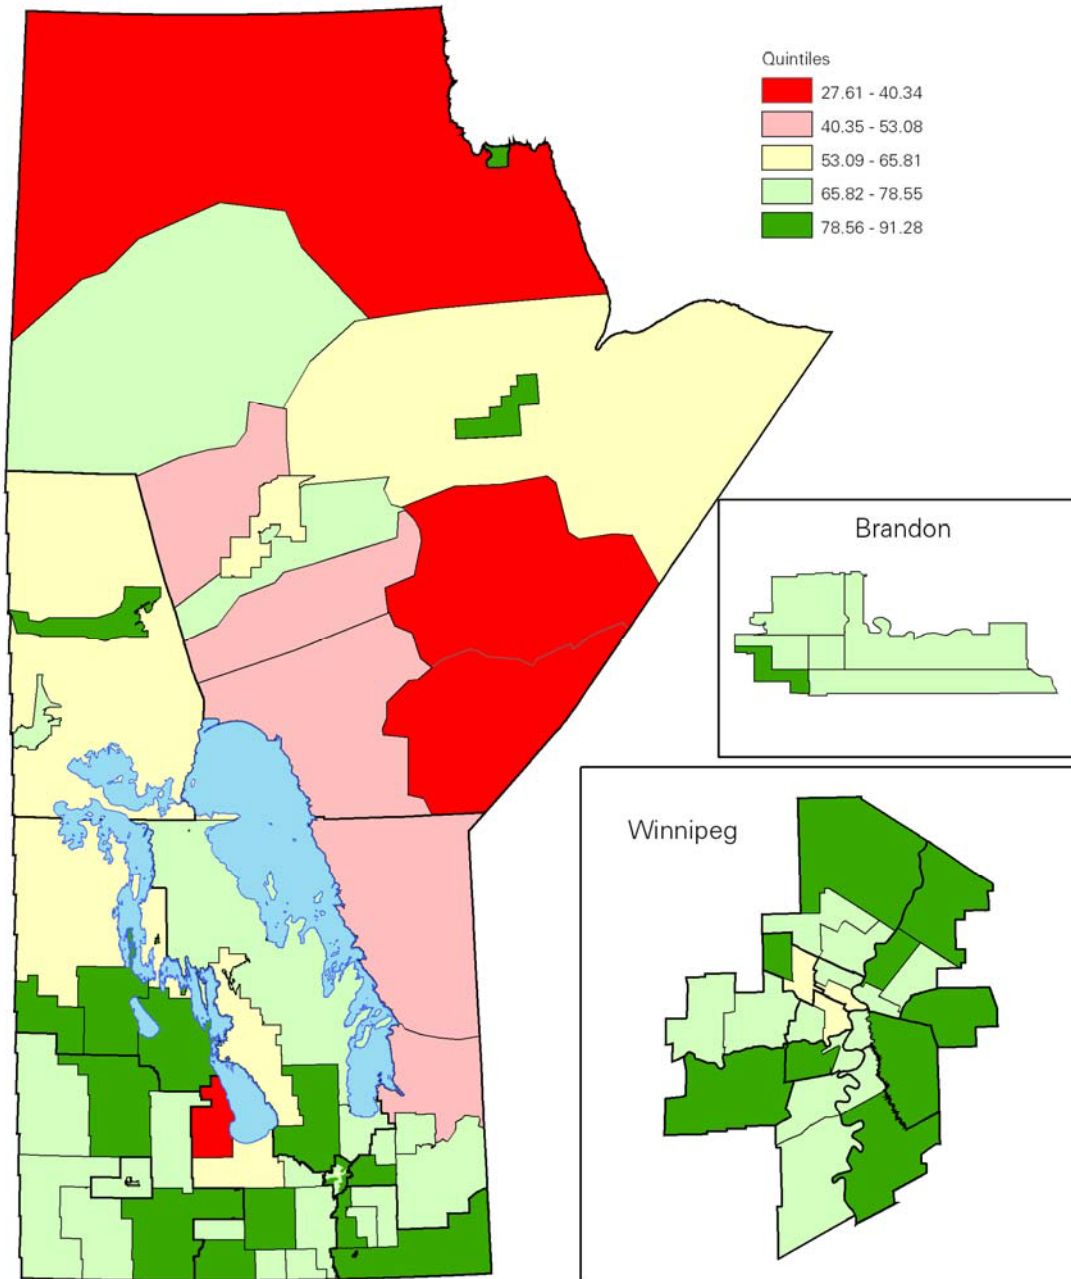 Quintiles
27.61 - 40.34
40.35 - 53.08
53.09 - 65.81
65.82 - 78.55
78.56 - 91.28
Brandon
Winnipeg